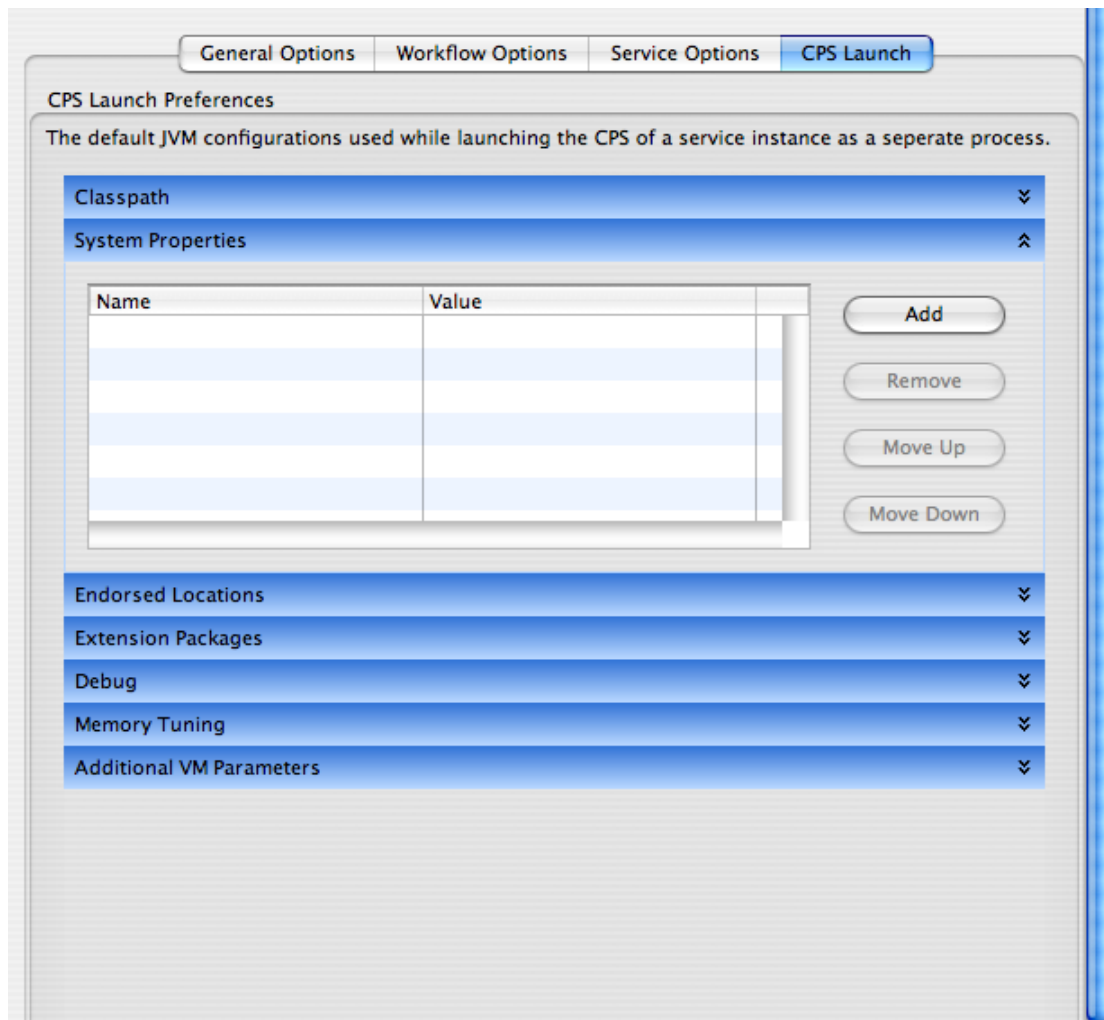 General Options Workflow Options Service Options CPS Launch
CPS Launch Preferences
The default JVM configurations used while launching the CPS of a service instance as a seperate process.
Classpath
System Properties
Name Value
Add
Remove
Move Up
Move Down
Endorsed Locations
Extension Packages
Debug
Memory Tuning
Additional VM Parameters